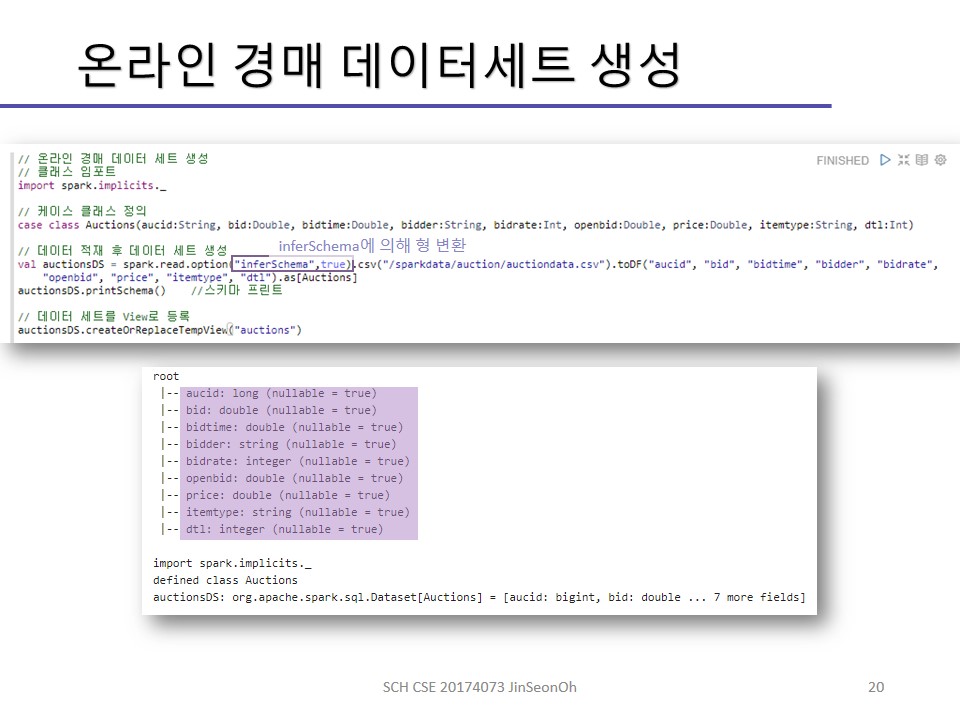 온라인 경매 데이터세트 생성
// 온라인 경매 데이터 세트 생성
// 클래스 임포트
import spark.implicits._
FINISHED
// 케이스 클래스 정의
case class Auctions(aucid:String, bid:Double, bidtime:Double, bidder:String, bidrate:Int, openbid:Double, price:Double, itemtype:String, dtl:Int)
// 데이터 적재 후 데이터 세트 생성
inferSchema에 의해 형 변환
val auctionsDS = spark.read.option("inferSchema",true).csv("/sparkdata/auction/auctiondata.csv").toDF("aucid", "bid", "bidtime", "bidder", "bidrate",
"openbid", "price", "itemtype", "dtl").as[Auctions]
auctionsDS.printSchema() //스키마 프린트
// 데이터 세트를 View로 등록
auctionsDS.createOrReplaceTempView("auctions")
root
|-- aucid: long (nullable = true)
|-- bid: double (nullable = true)
|-- bidtime: double (nullable = true)
|-- bidder: string (nullable = true)
|-- bidrate: integer (nullable = true)
|-- openbid: double (nullable = true)
|-- price: double (nullable = true)
|-- itemtype: string (nullable = true)
|-- dtl: integer (nullable = true)
import spark.implicits._
defined class Auctions
auctionsDS: org.apache.spark.sql.Dataset[Auctions] = [aucid: bigint, bid: double ... 7 more fields]
SCH CSE 20174073 JinSeonOh
20